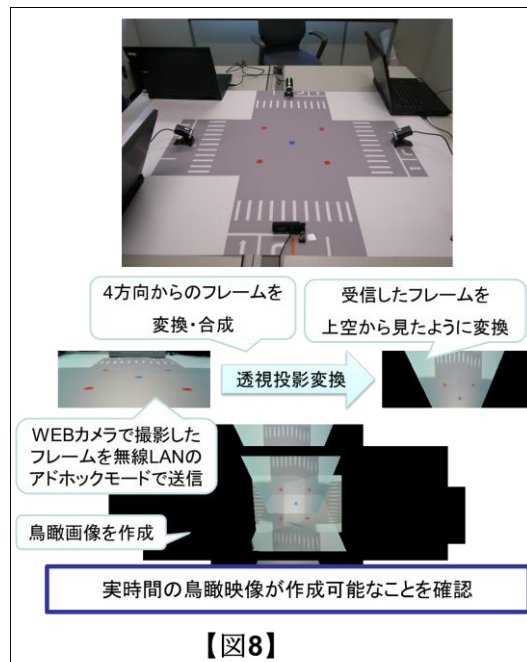 4方向からのフレームを
変換・合成
受信したフレームを
上空から見たように変換
透視投影変換
WEBカメラで撮影した
フレームを無線LANの
アドホックモードで送信
鳥瞰画像を作成
実時間の鳥瞰映像が作成可能なことを確認
【図8】